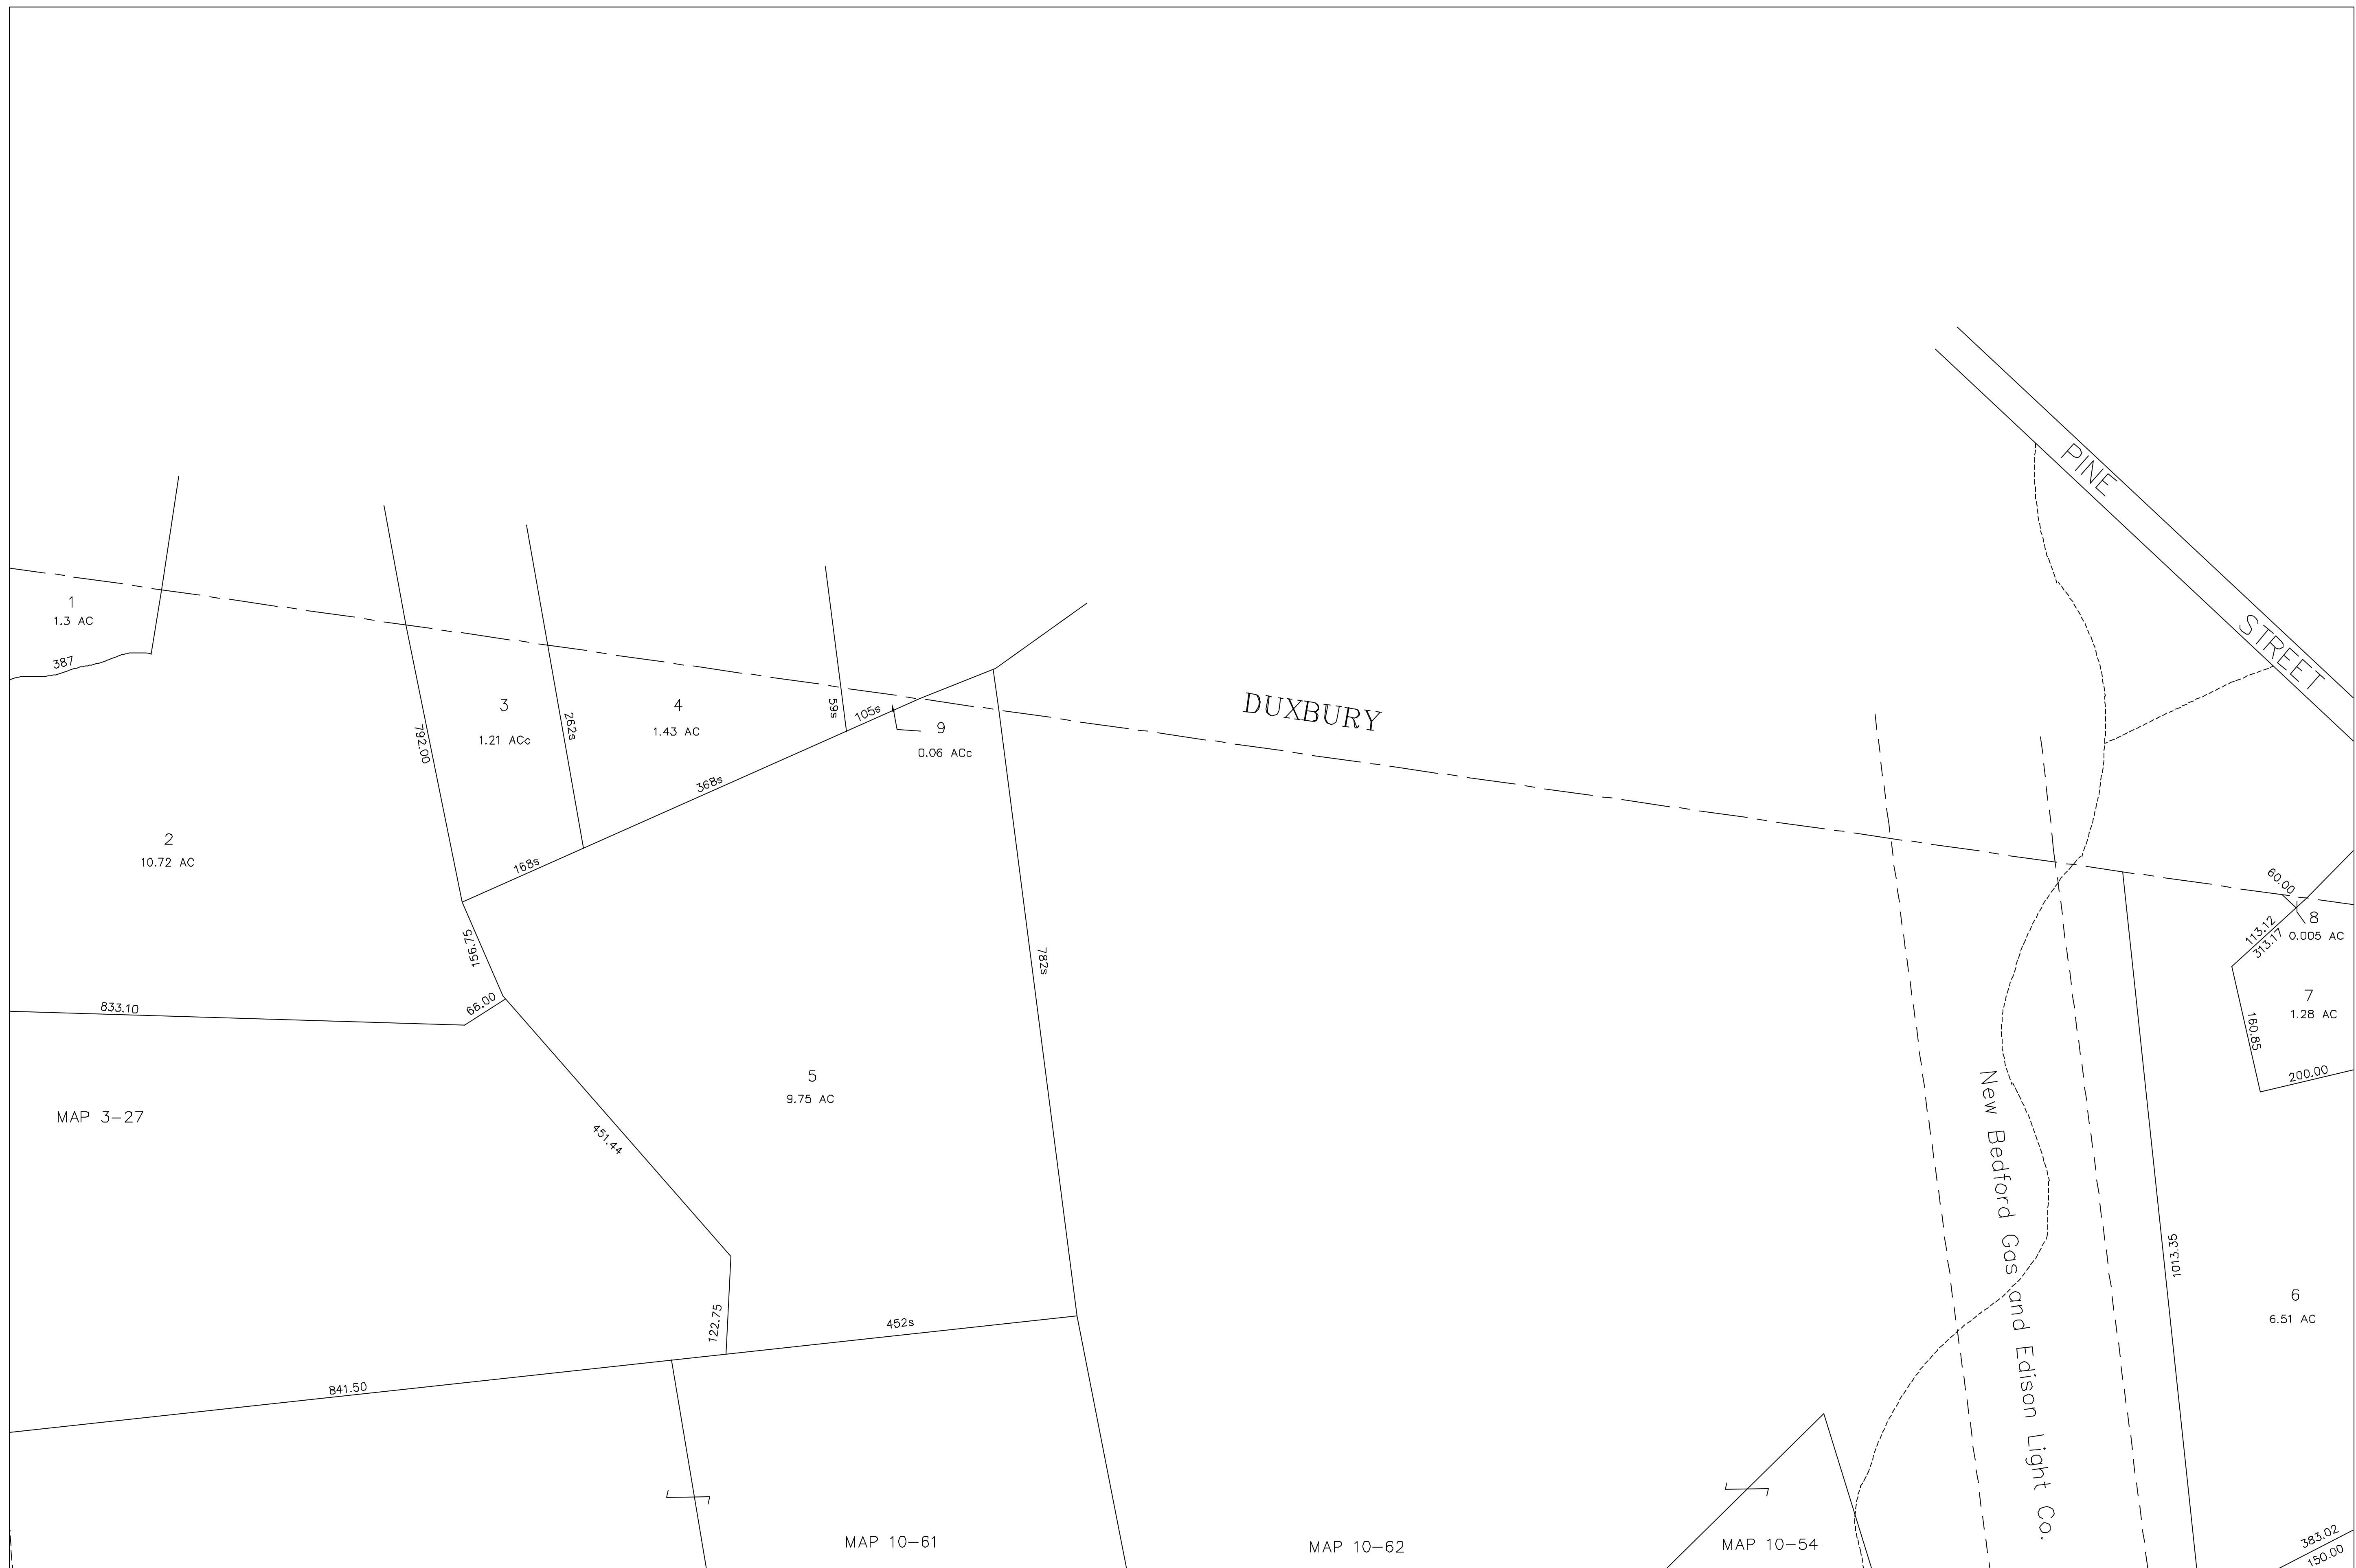 PINE
STREET
1
1.3 AC
387
792.00
3
1.21 ACc
262s
4
1.43 AC
59s
105s
9
0.06 ACc
DUXBURY
368s
168s
2
10.72 AC
156.75
66.00
833.10
782s
60.00
8
0.005 AC
113.12
313.17
7
1.28 AC
160.85
200.00
5
9.75 AC
MAP 3-27
451.44
New Bedford Gas and Edison Light Co.
1013.35
6
6.51 AC
122.75
452s
841.50
MAP 10-61
MAP 10-62
MAP 10-54
383.02
150.00